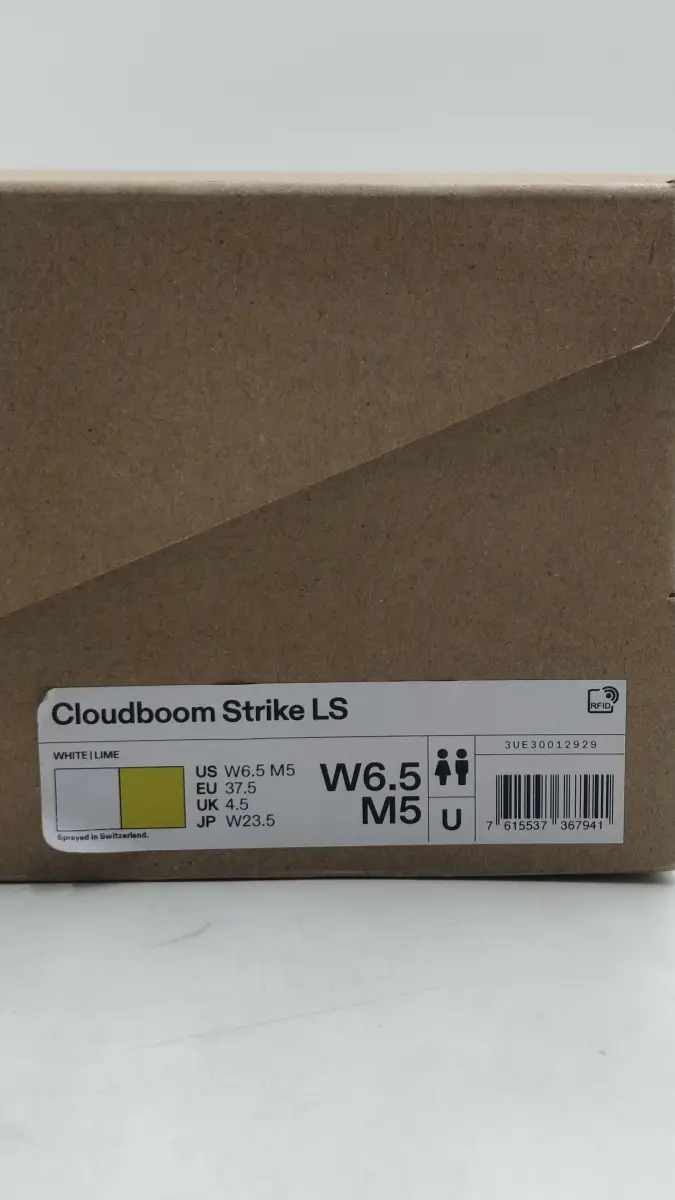 Cloudboom Strike LS
RFID
WHITE | LIME
US W6.5 M5
EU 37.5
UK 4.5
JP W23.5
Sprayed in Switzerland.
W6.5
M5
U
3UE30012929
7 615537 367941